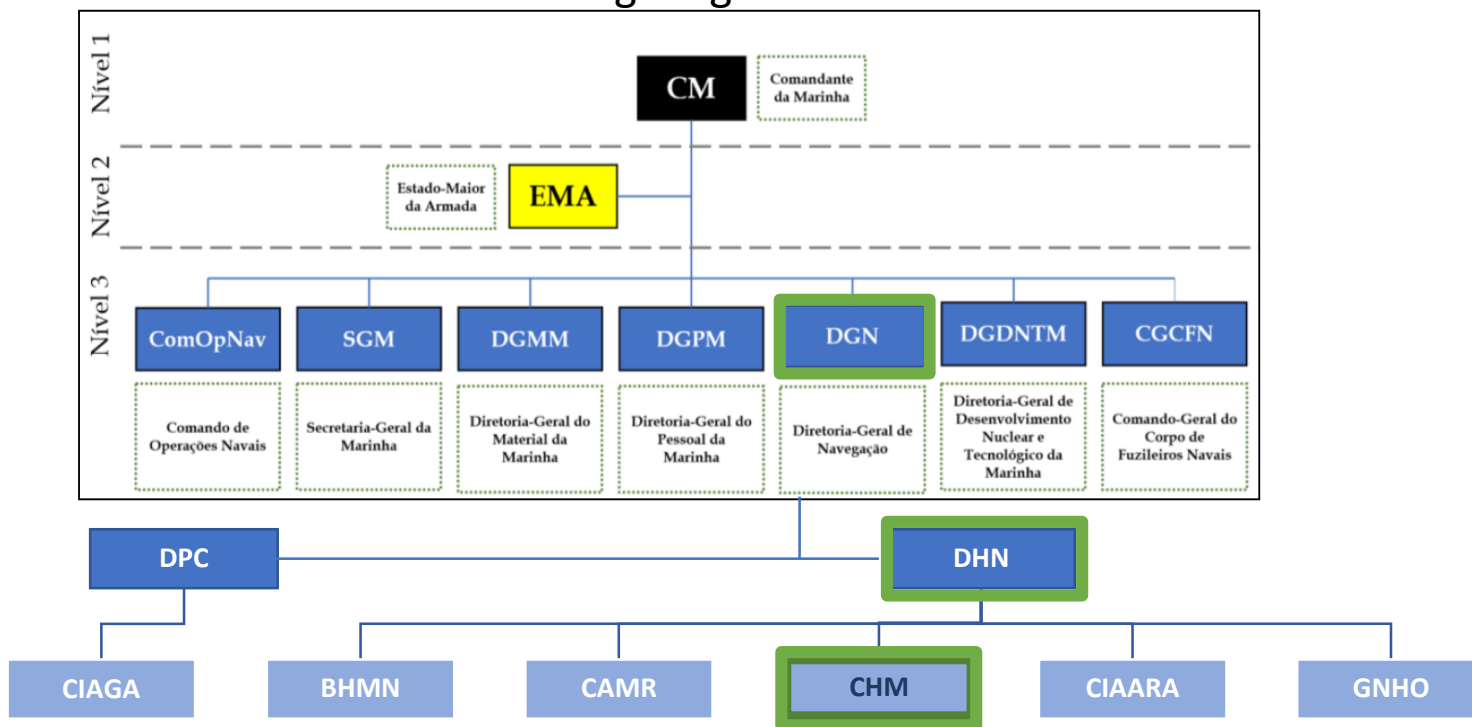 Nível 1
CM
Comandante
da Marinha
Nível 2
Estado-Maior
da Armada
EMA
Nível 3
ComOpNav
SGM
DGMM
DGPM
DGN
DGDNTM
CGCFN
Comando de
Operações Navais
Secretaria-Geral da
Marinha
Diretoria-Geral do
Material da
Marinha
Diretoria-Geral do
Pessoal da
Marinha
Diretoria-Geral de
Navegação
Diretoria-Geral de
Desenvolvimento
Nuclear e
Tecnológico da
Marinha
Comando-Geral do
Corpo de
Fuzileiros Navais
DPC
DHN
CIAGA
BHMN
CAMR
CHM
CIAARA
GNHO